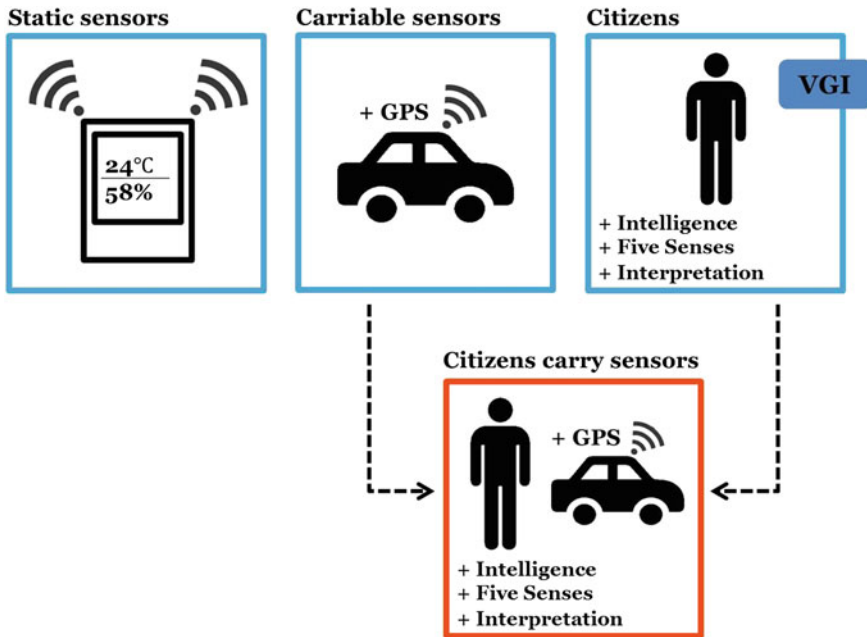 Static sensors
24°C
58%
Carriable sensors
+ GPS
Citizens
VGI
+ Intelligence
+ Five Senses
+ Interpretation
Citizens carry sensors
+ GPS
+ Intelligence
+ Five Senses
+ Interpretation